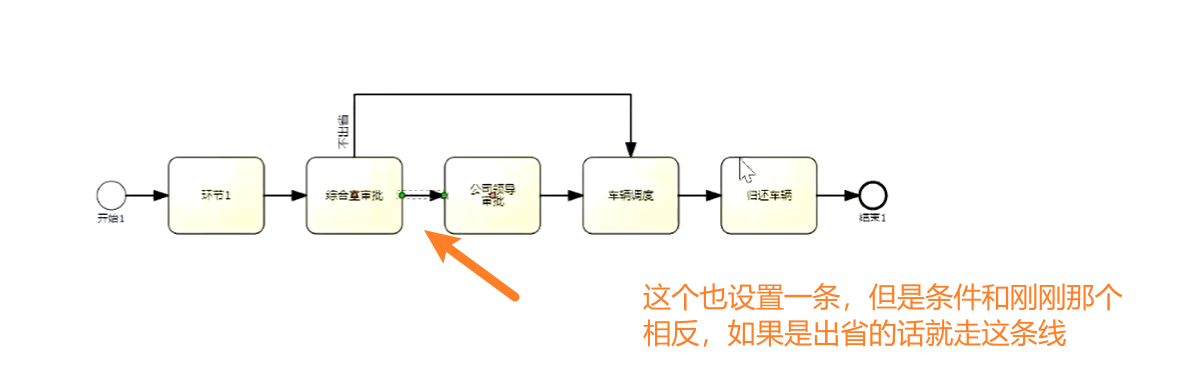 不出省
环节1
综合室审批
公司领导
审批
车辆调度
归还车辆
开始1
结束1
这个也设置一条，但是条件和刚刚那个
相反，如果是出省的话就走这条线